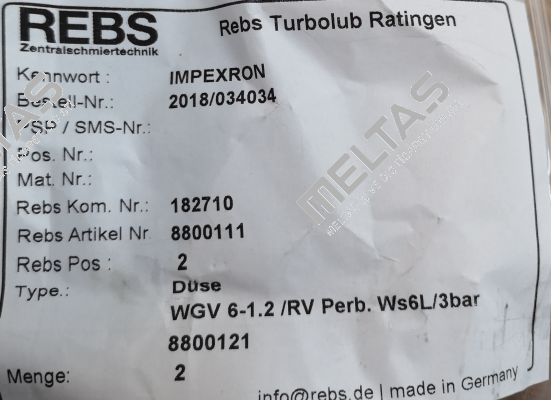 REBS
Zentralschmiertechnik
Rebs Turbolub Ratingen
Kennwort : IMPEXRON
Bestell-Nr.: 2018/034034
PSP / SMS-Nr.:
Pos. Nr.:
Mat. Nr.:
Rebs Kom. Nr.: 182710
Rebs Artikel Nr 8800111
Rebs Pos : 2
Type.: Düse
WGV 6-1.2 /RV Perb. Ws6L/3bar
8800121
Menge: 2
info@rebs.de | made in Germany
MELTAS